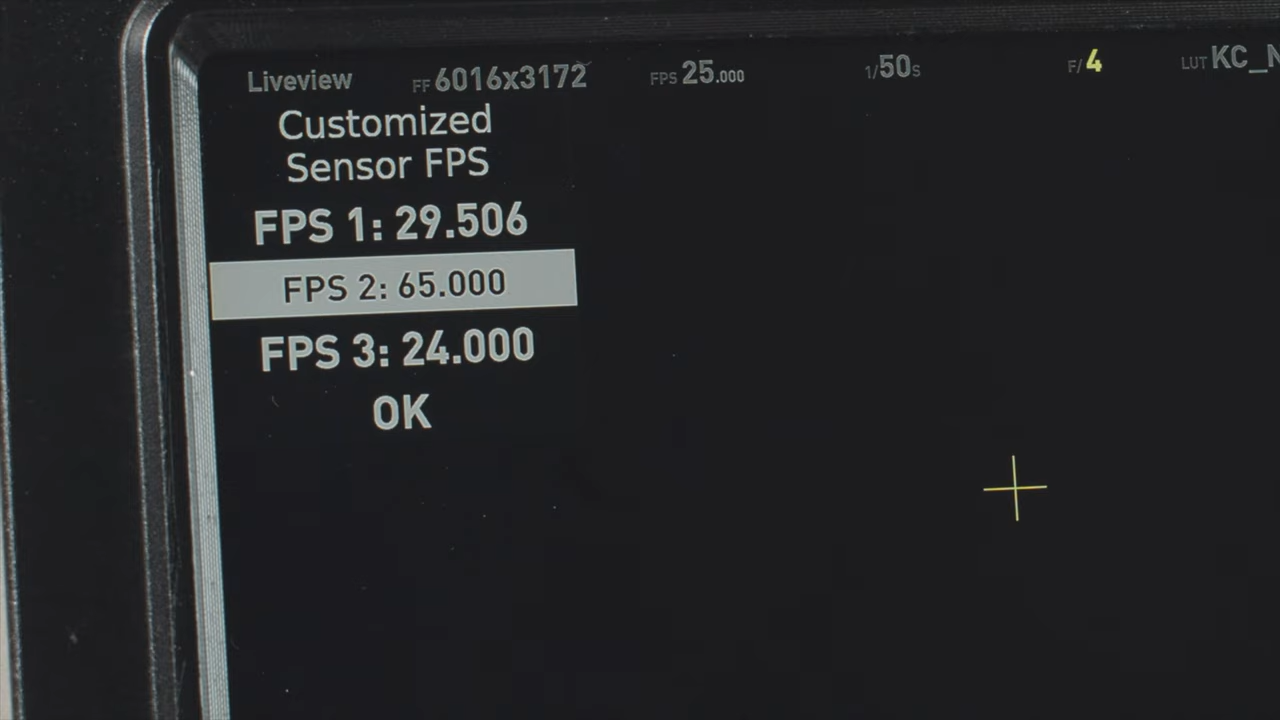 Liveview FF 6016x3172 FPS 25.000 1/50s F/4 LUT KC_N
Customized
Sensor FPS
FPS 1: 29.506
FPS 2: 65.000
FPS 3: 24.000
OK